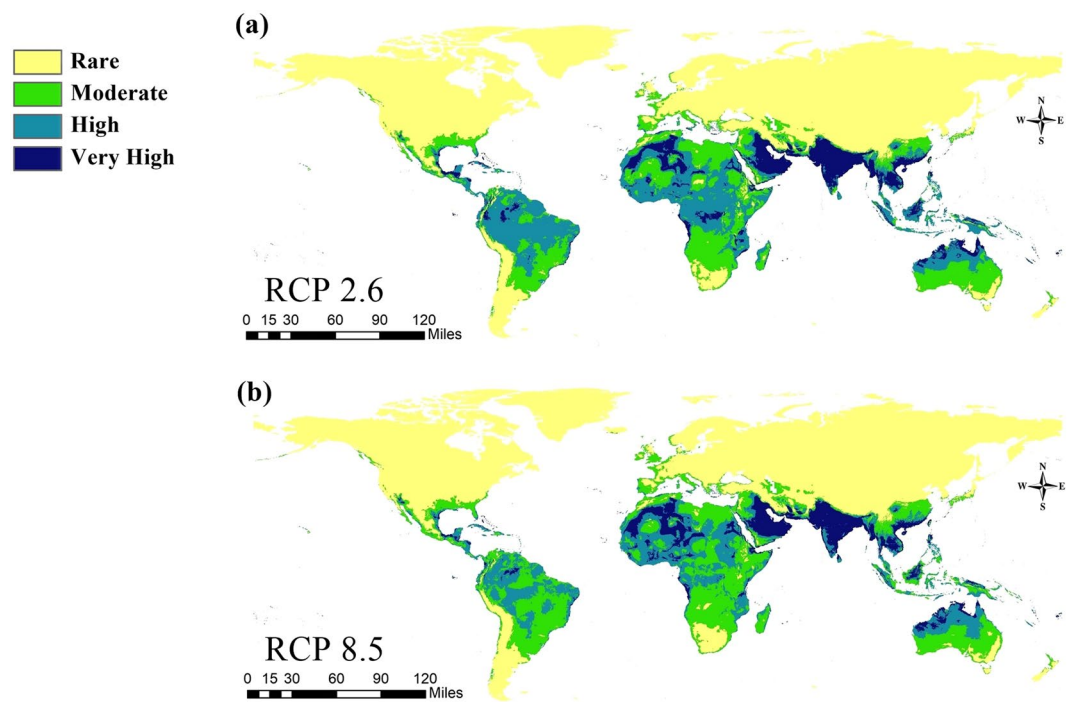 (a)
Rare
Moderate
High
Very High
N
W E
S
RCP 2.6
0 15 30 60 90 120
Miles
(b)
N
W E
S
RCP 8.5
0 15 30 60 90 120
Miles